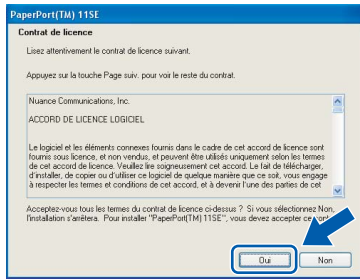 PaperPort(TM) 11SE
Contrat de licence
Lisez attentivement le contrat de licence suivant.
Appuyez sur la touche Page suiv. pour voir le reste du contrat.
Nuance Communications, Inc.
ACCORD DE LICENCE LOGICIEL
Le logiciel et les éléments connexes fournis dans le cadre de cet accord de licence sont
fournis sous licence, et non vendus, et peuvent être utilisés uniquement selon les termes
de cet accord de licence. Veuillez lire soigneusement cet accord. Le fait de télécharger,
d'installer, de copier ou d'utiliser ce logiciel de quelque manière que ce soit, vous engage
à respecter les termes et conditions de cet accord, et à devenir l'une des parties de cet
Acceptez-vous tous les termes du contrat de licence ci-dessus ? Si vous sélectionnez Non,
l'installation s'arrêtera. Pour installer "PaperPort(TM) 11SE", vous devez accepter ce
Oui
Non